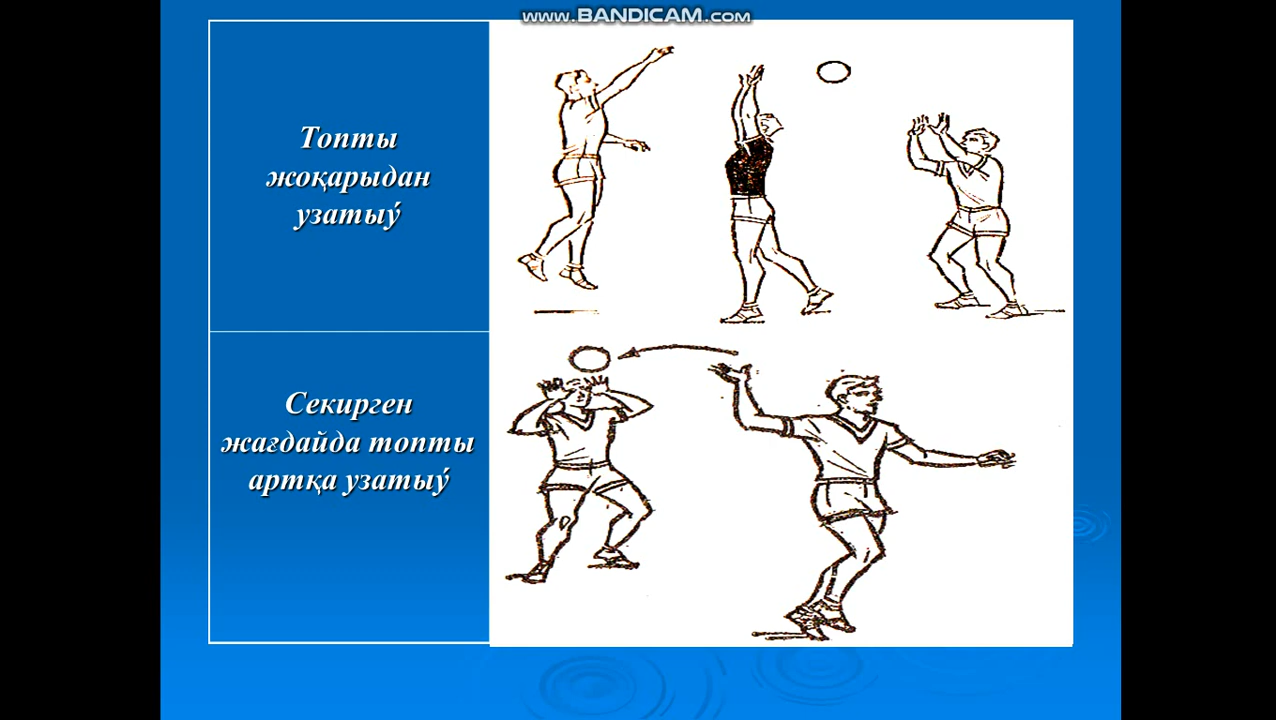 www.BANDICAM.com
Топты
жоқарыдан
узатыў
Секирген
жағдайда топты
артқа узатыў